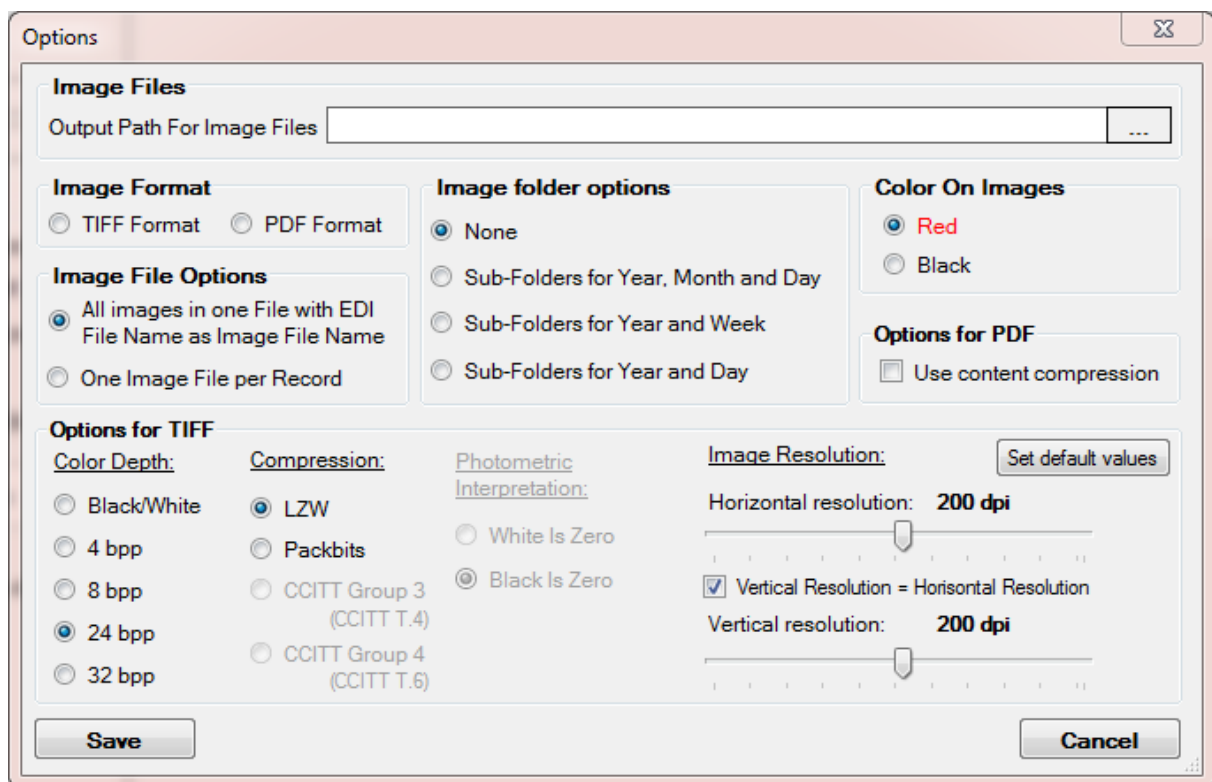 Options
Image Files
Output Path For Image Files
...
Image Format
TIFF Format
PDF Format
Image File Options
All images in one File with EDI
File Name as Image File Name
One Image File per Record
Image folder options
None
Sub-Folders for Year, Month and Day
Sub-Folders for Year and Week
Sub-Folders for Year and Day
Color On Images
Red
Black
Options for PDF
Use content compression
Options for TIFF
Color Depth:
Black/White
4 bpp
8 bpp
24 bpp
32 bpp
Compression:
LZW
Packbits
CCITT Group 3
(CCITT T.4)
CCITT Group 4
(CCITT T.6)
Photometric
Interpretation:
White Is Zero
Black Is Zero
Image Resolution:
Set default values
Horizontal resolution: 200 dpi
Vertical Resolution = Horisontal Resolution
Vertical resolution: 200 dpi
Save
Cancel